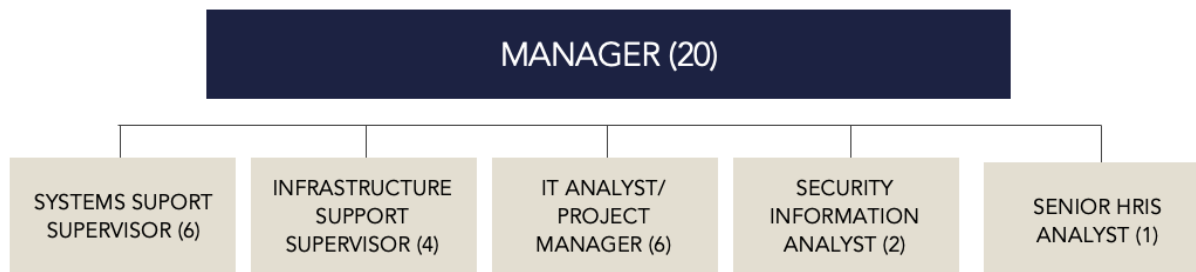 MANAGER (20)
SYSTEMS SUPORT
SUPERVISOR (6)
INFRASTRUCTURE
SUPPORT
SUPERVISOR (4)
IT ANALYST/
PROJECT
MANAGER (6)
SECURITY
INFORMATION
ANALYST (2)
SENIOR HRIS
ANALYST (1)